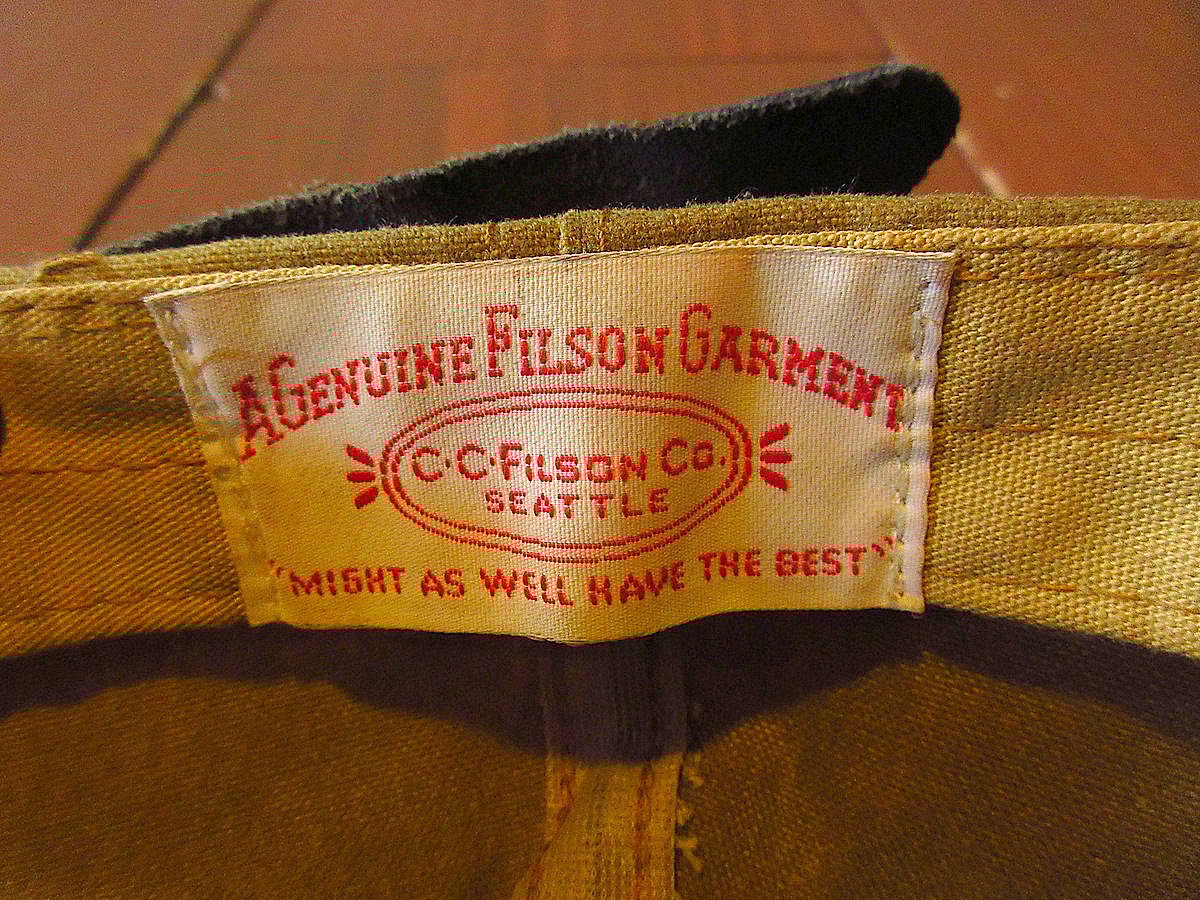 A GENUINE FILSON GARMENT
C·C·FILSON CO.
SEATTLE
"MIGHT AS WELL HAVE THE BEST"